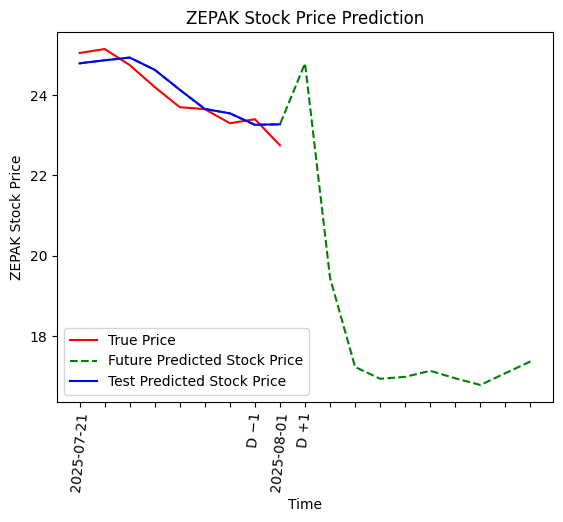 ZEPAK Stock Price Prediction
ZEPAK Stock Price
24
22
20
18
True Price
Future Predicted Stock Price
Test Predicted Stock Price
2025-07-21
D −1
2025-08-01
D +1
Time